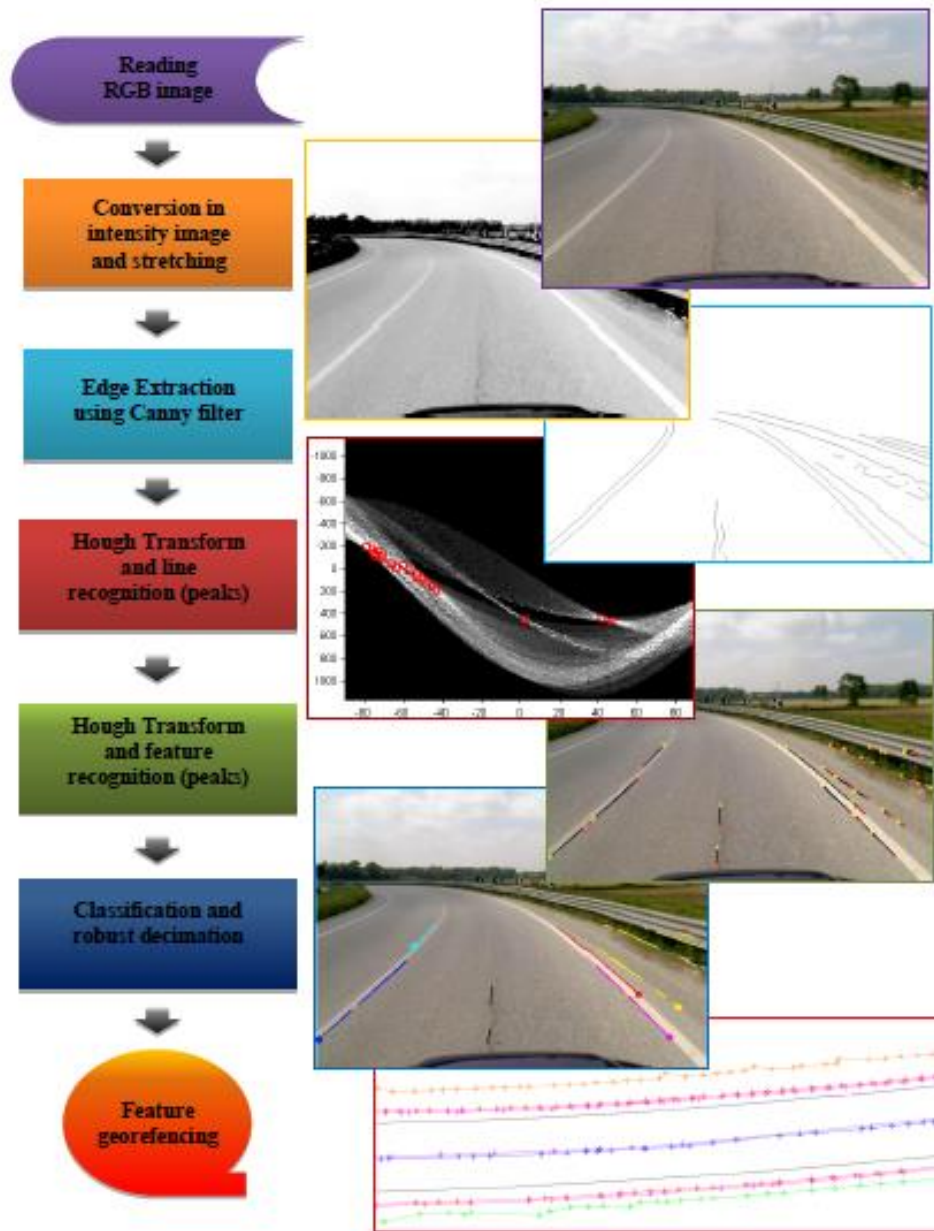 Reading
RGB image
Conversion in
intensity image
and stretching
Edge Extraction
using Canny filter
Hough Transform
and line
recognition (peaks)
Hough Transform
and feature
recognition (peaks)
Classification and
robust decimation
Feature
georefencing
-1000
-800
-600
-400
-200
0
200
400
600
800
1000
-80
-60
-40
-20
0
20
40
60
80